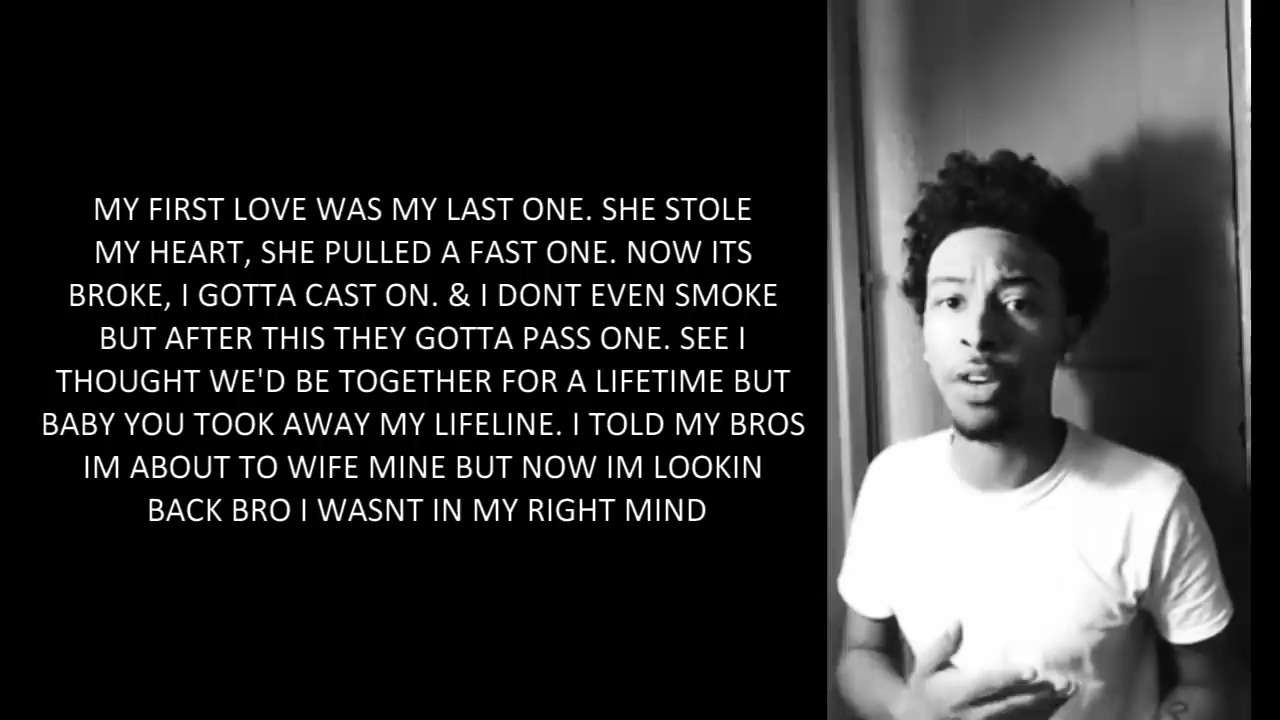 MY FIRST LOVE WAS MY LAST ONE. SHE STOLE
MY HEART, SHE PULLED A FAST ONE. NOW ITS
BROKE, I GOTTA CAST ON. & I DONT EVEN SMOKE
BUT AFTER THIS THEY GOTTA PASS ONE. SEE I
THOUGHT WE'D BE TOGETHER FOR A LIFETIME BUT
BABY YOU TOOK AWAY MY LIFELINE. I TOLD MY BROS
IM ABOUT TO WIFE MINE BUT NOW IM LOOKIN
BACK BRO I WASNT IN MY RIGHT MIND